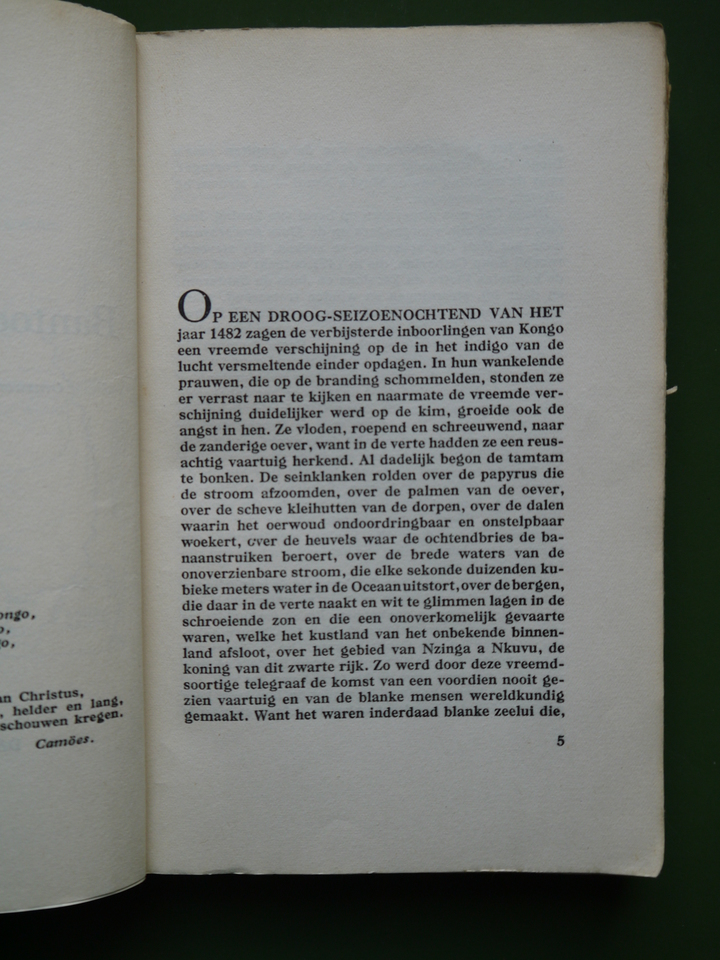 ongo,
o,
go,
an Christus,
, helder en lang,
schouwen kregen.
Camões.
OP EEN DROOG-SEIZOENOCHTEND VAN HET
jaar 1482 zagen de verbijsterde inboorlingen van Kongo
een vreemde verschijning op de in het indigo van de
lucht versmeltende einder opdagen. In hun wankelende
prauwen, die op de branding schommelden, stonden ze
er verrast naar te kijken en naarmate de vreemde ver-
schijning duidelijker werd op de kim, groeide ook de
angst in hen. Ze vloden, roepend en schreeuwend, naar
de zanderige oever, want in de verte hadden ze een reus-
achtig vaartuig herkend. Al dadelijk begon de tamtam
te bonken. De seinklanken rolden over de papyrus die
de stroom afzoomden, over de palmen van de oever,
over de scheve kleihutten van de dorpen, over de dalen
waarin het oerwoud ondoordringbaar en onstelpbaar
woekert, over de heuvels waar de ochtendbries de ba-
naanstruiken beroert, over de brede waters van de
onoverzienbare stroom, die elke sekonde duizenden ku-
bieke meters water in de Oceaan uitstort, over de bergen,
die daar in de verte naakt en wit te glimmen lagen in de
schroeiende zon en die een onoverkomelijk gevaarte
waren, welke het kustland van het onbekende binnen-
land afsloot, over het gebied van Nzinga a Nkuvu, de
koning van dit zwarte rijk. Zo werd door deze vreemd-
soortige telegraaf de komst van een voordien nooit ge-
zien vaartuig en van de blanke mensen wereldkundig
gemaakt. Want het waren inderdaad blanke zeelui die,
5